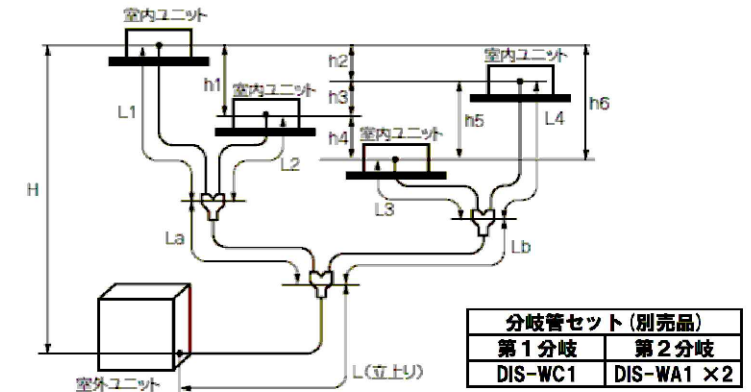 室内ユニット
h2
室内ユニット
h1
室内ユニット
h3
h6
L1
h5
L4
h4
室内ユニット
L2
H
L3
La
Lb
分岐管セット(別売品)
第1分岐 第2分岐
DIS-WC1 DIS-WA1 ×2
L(立上り)
室外ユニット